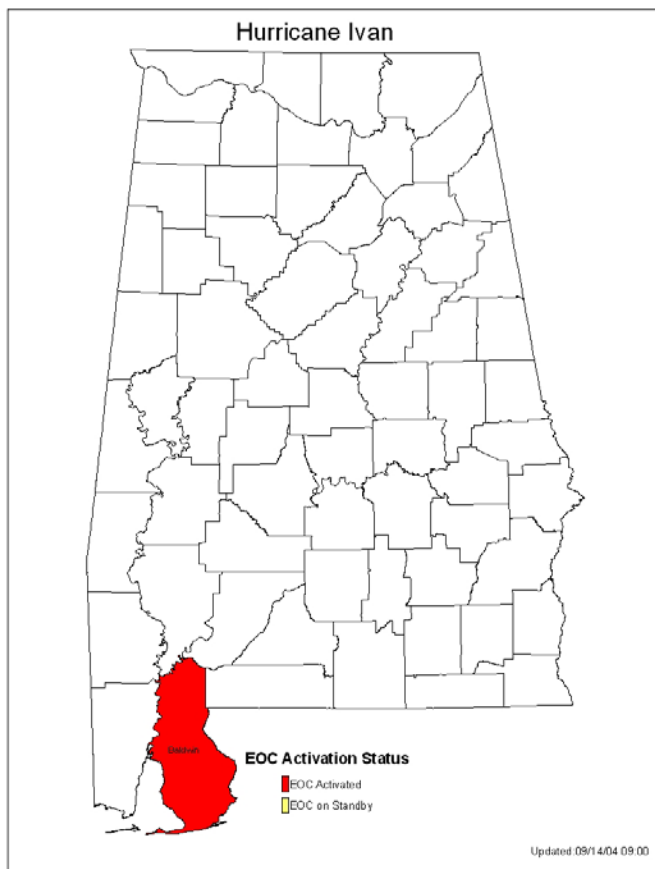 Hurricane Ivan
Baldwin
EOC Activation Status
EOC Activated
EOC on Standby
Updated:09/14/04 09:00